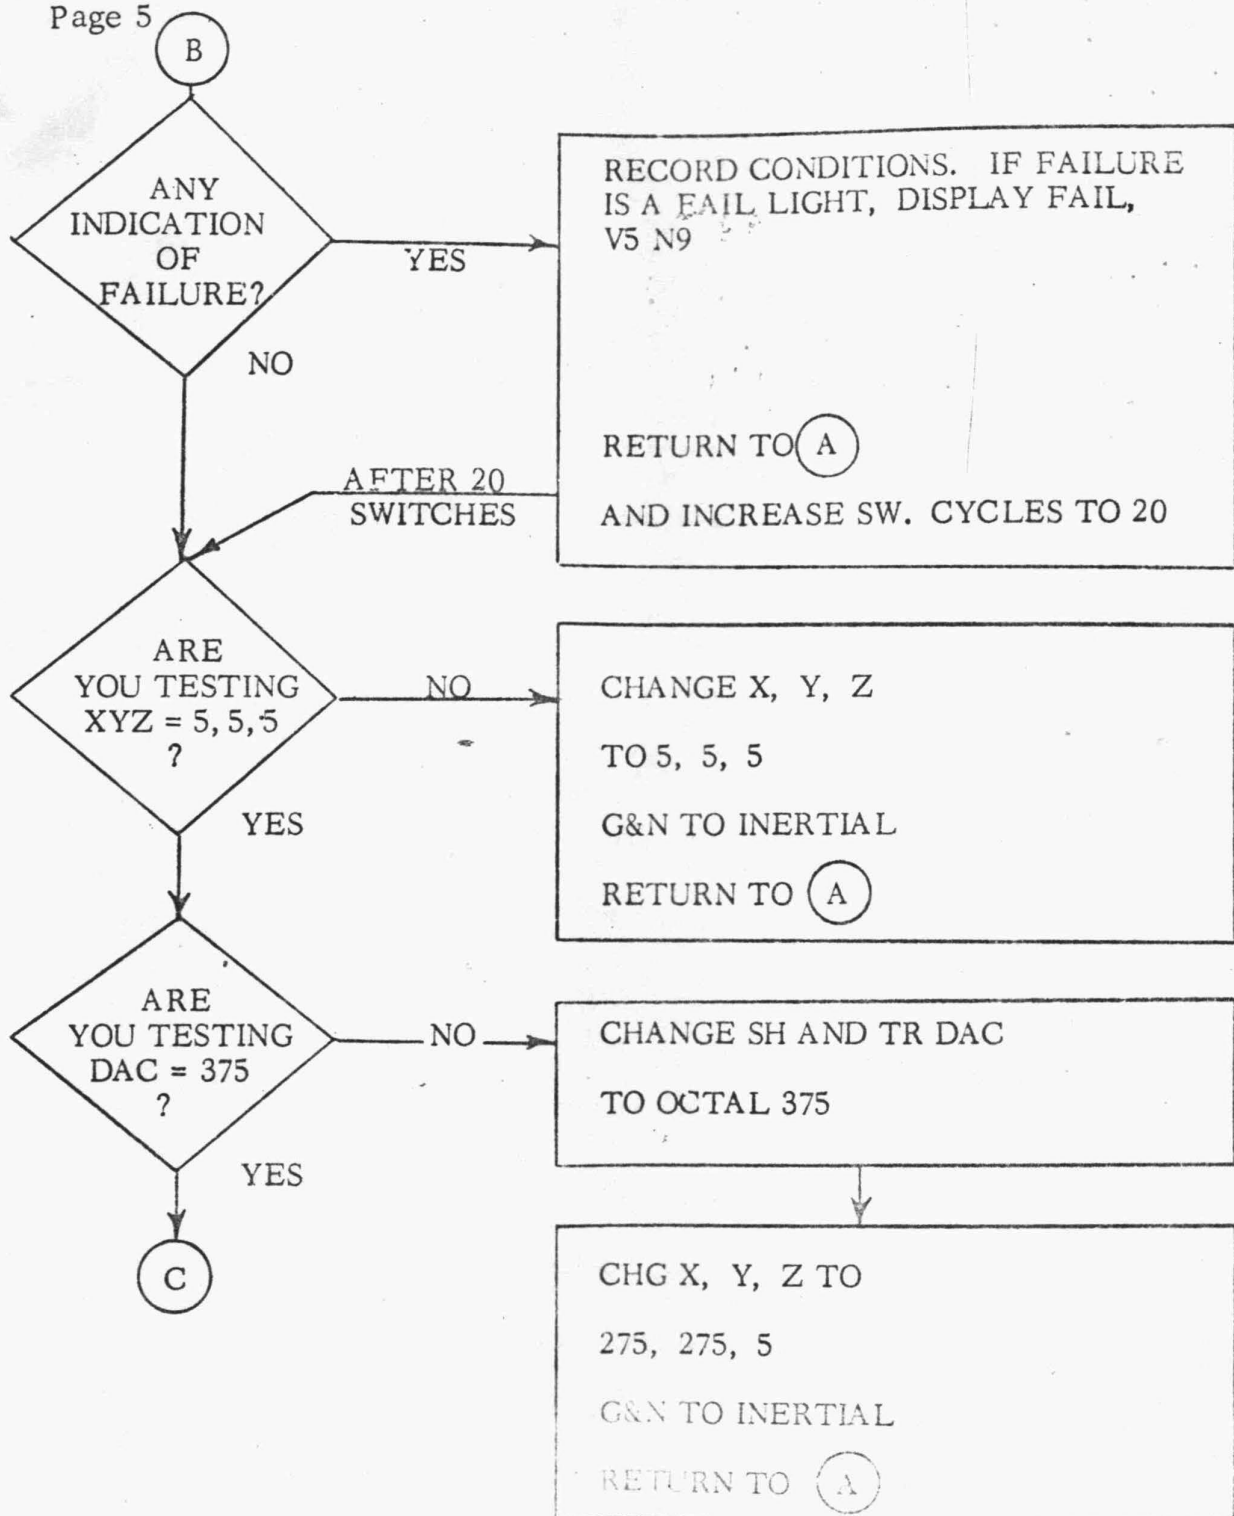 Page 5
B
ANY
INDICATION
OF
FAILURE?
YES
NO
RECORD CONDITIONS. IF FAILURE
IS A FAIL LIGHT, DISPLAY FAIL,
V5 N9
RETURN TO A
AND INCREASE SW. CYCLES TO 20
AFTER 20
SWITCHES
ARE
YOU TESTING
XYZ = 5, 5, 5
?
NO
YES
CHANGE X, Y, Z
TO 5, 5, 5
G&N TO INERTIAL
RETURN TO A
ARE
YOU TESTING
DAC = 375
?
NO
YES
CHANGE SH AND TR DAC
TO OCTAL 375
C
CHG X, Y, Z TO
275, 275, 5
G&N TO INERTIAL
RETURN TO A